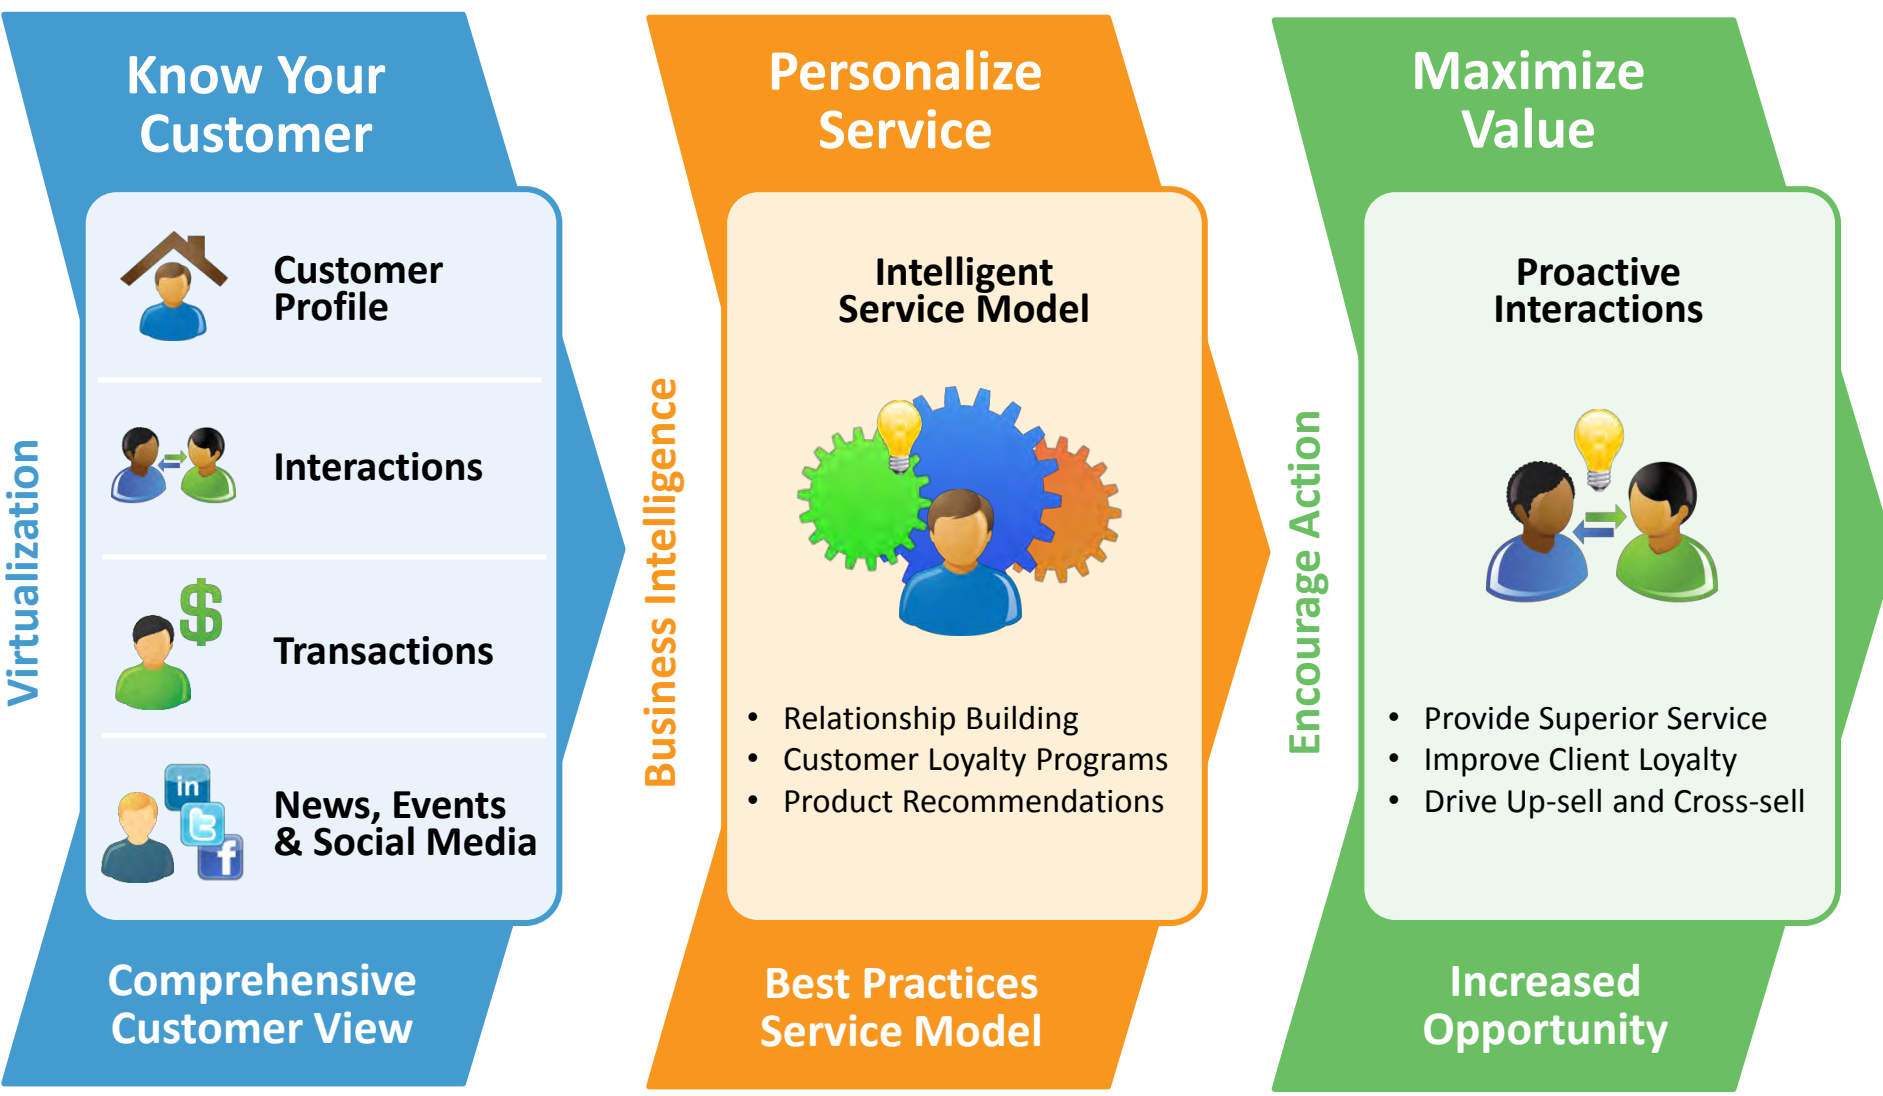 Know Your
Customer
Virtualization
Customer
Profile
Interactions
Transactions
in
t
f
News, Events
& Social Media
Comprehensive
Customer View
Personalize
Service
Business Intelligence
Intelligent
Service Model
• Relationship Building
• Customer Loyalty Programs
• Product Recommendations
Best Practices
Service Model
Maximize
Value
Encourage Action
Proactive
Interactions
• Provide Superior Service
• Improve Client Loyalty
• Drive Up-sell and Cross-sell
Increased
Opportunity